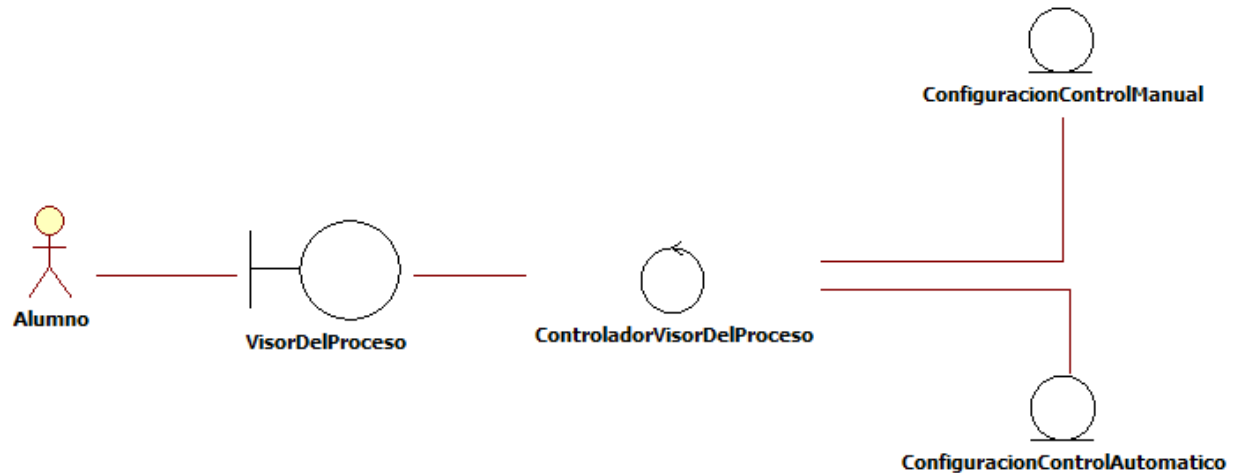 ConfiguracionControlManual
Alumno
VisorDelProceso
ControladorVisorDelProceso
ConfiguracionControlAutomatico